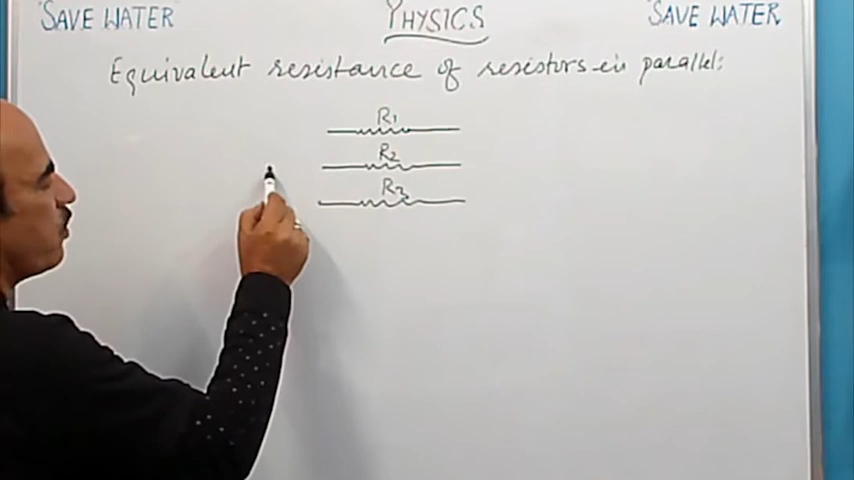 "SAVE WATER" PHYSICS "SAVE WATER"
Equivalent resistance of resistors in parallel:
R1
R2
R3